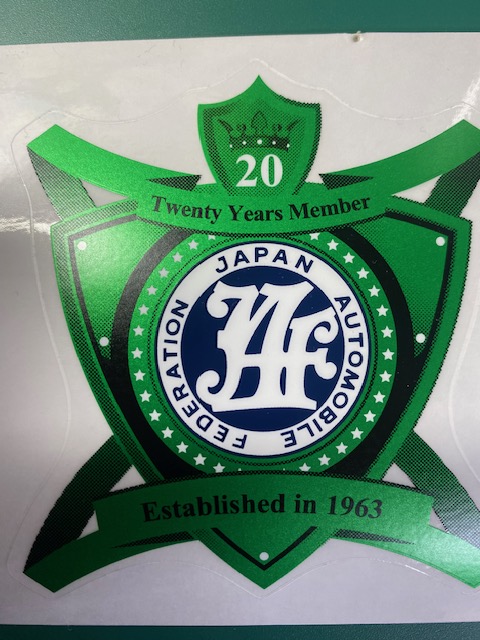 20
Twenty Years Member
JAPAN AUTOMOBILE FEDERATION
JAF
Established in 1963